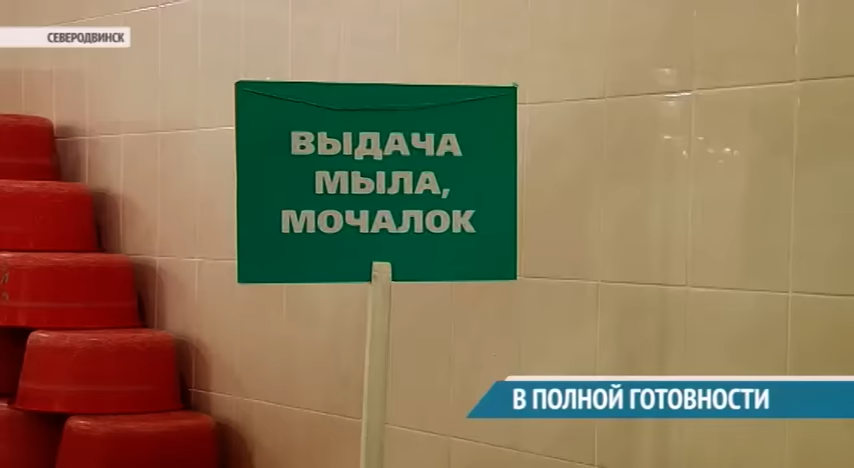 СЕВЕРОДВИНСК
ВЫДАЧА
МЫЛА,
МОЧАЛОК
В ПОЛНОЙ ГОТОВНОСТИ